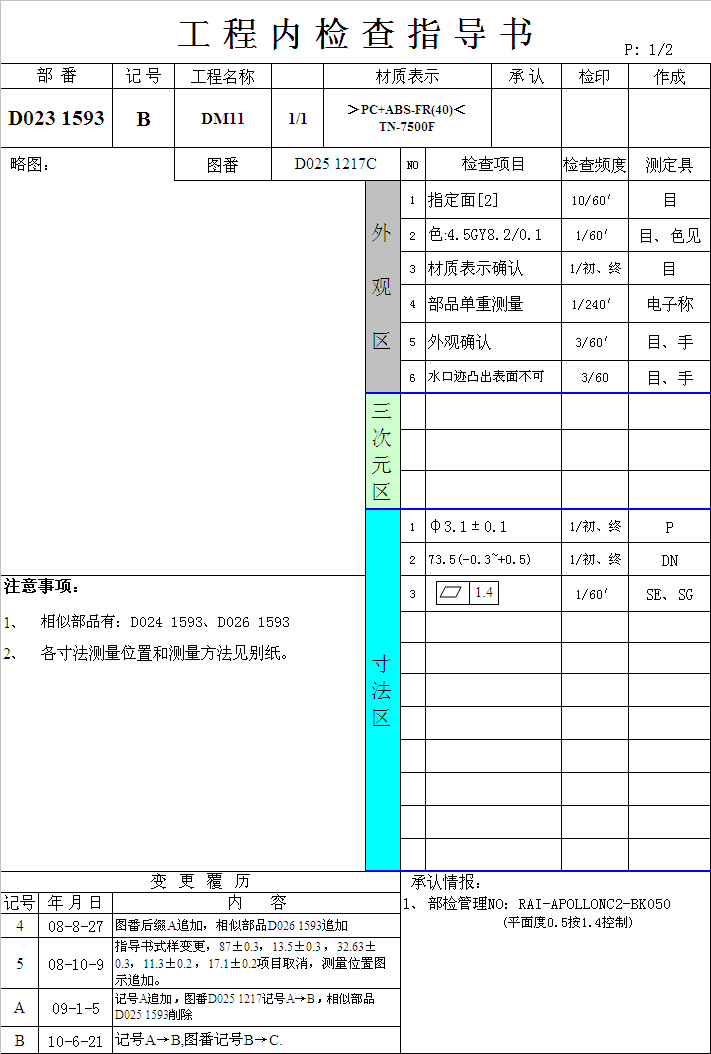 工程内检查指导书
P: 1/2
部 番 记号 工程名称 材质表示 承认 检印 作成
D023 1593 B DM11 1/1 ＞PC+ABS-FR(40)＜
TN-7500F
略图: 图番 D025 1217C NO 检查项目 检查频度 测定具
外观区
1 指定面[2] 10/60′ 目
2 色:4.5GY8.2/0.1 1/60′ 目、色见
3 材质表示确认 1/初、终 目
4 部品单重测量 1/240′ 电子称
5 外观确认 3/60′ 目、手
6 水口迹凸出表面不可 3/60 目、手
三次元区
寸法区
1 φ3.1±0.1 1/初、终 P
2 73.5(-0.3~+0.5) 1/初、终 DN
3 ▱ 1.4 1/60′ SE、SG
注意事项:
1、 相似部品有: D024 1593、D026 1593
2、 各寸法测量位置和测量方法见别纸。
变 更 覆 历
记号 年 月 日 内 容
4 08-8-27 图番后缀A追加，相似部品D026 1593追加
5 08-10-9 指导书式样变更，87±0.3，13.5±0.3，32.63±
0.3，11.3±0.2，17.1±0.2项目取消，测量位置图
示追加。
A 09-1-5 记号A追加，图番D025 1217记号A→B，相似部品
D025 1593削除
B 10-6-21 记号A→B,图番记号B→C.
承认情报:
1、 部检管理NO: RAI-APOLLONC2-BK050
(平面度0.5按1.4控制)